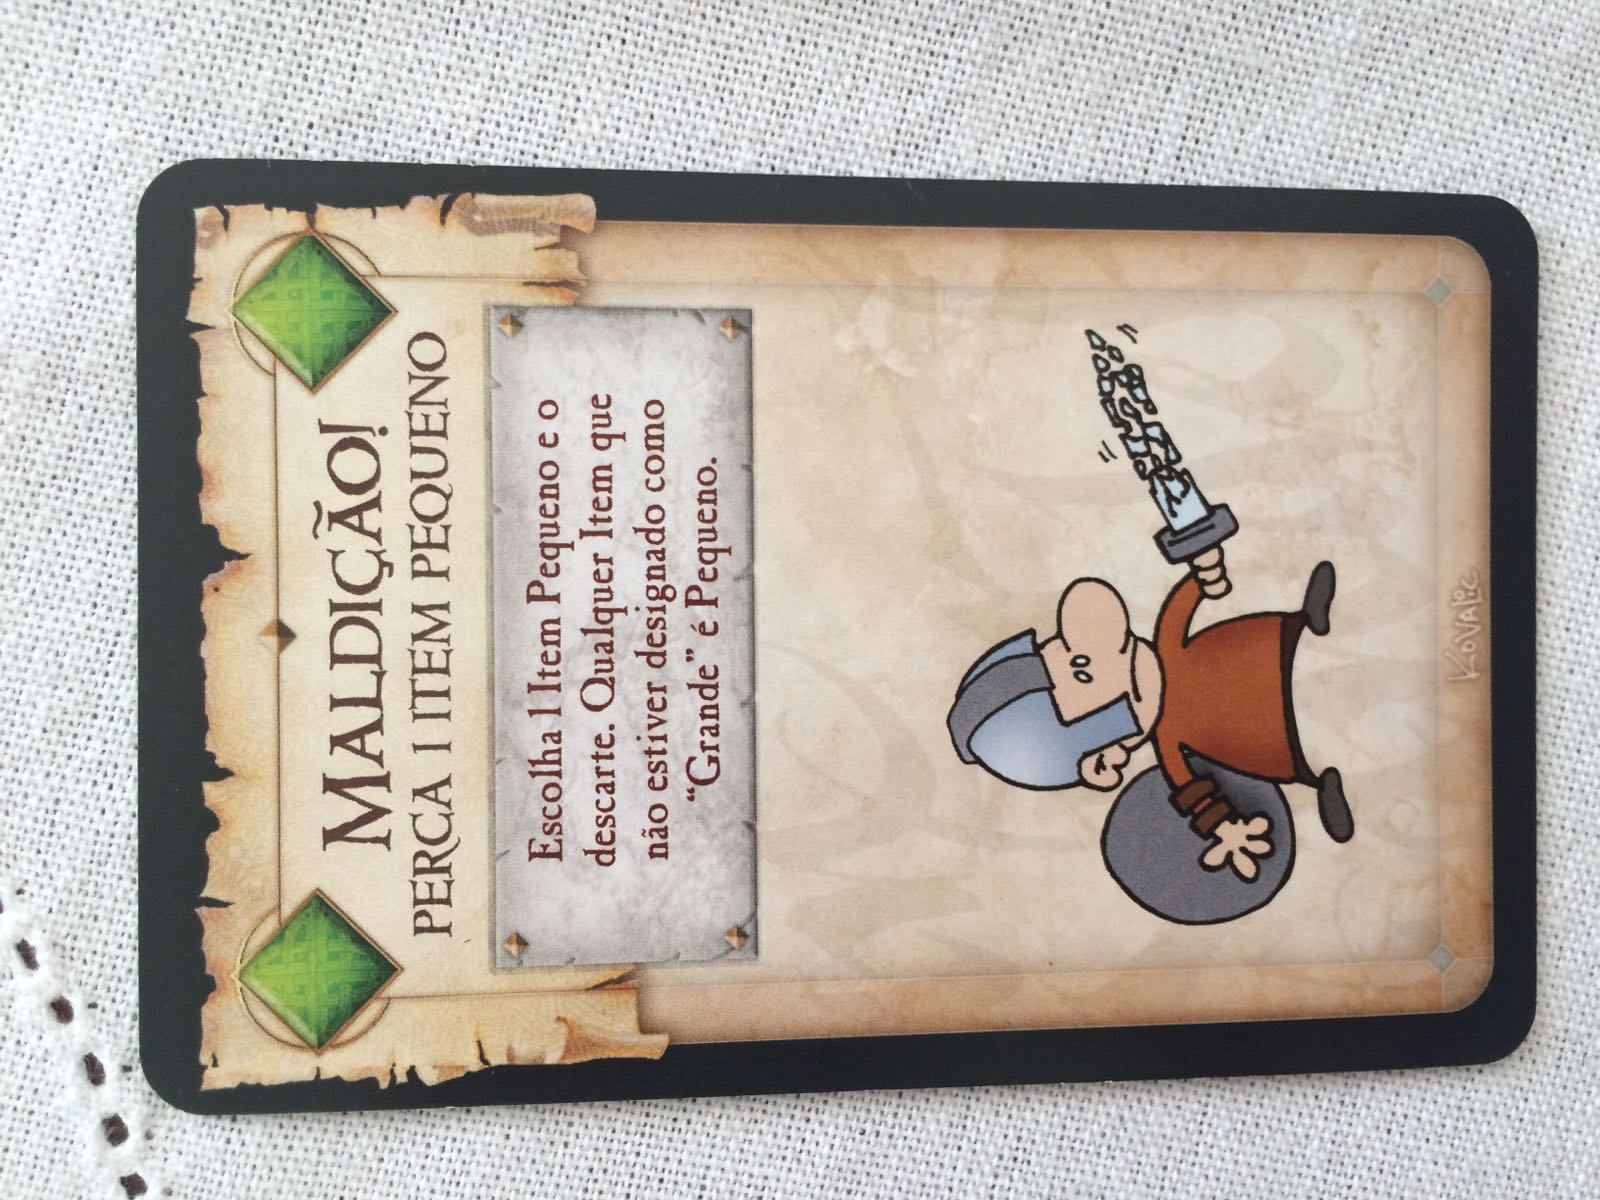 MALDIÇÃO!
PERCA 1 ITEM PEQUENO
Escolha 1 Item Pequeno e o
descarte. Qualquer Item que
não estiver designado como
“Grande” é Pequeno.
KOVALIC